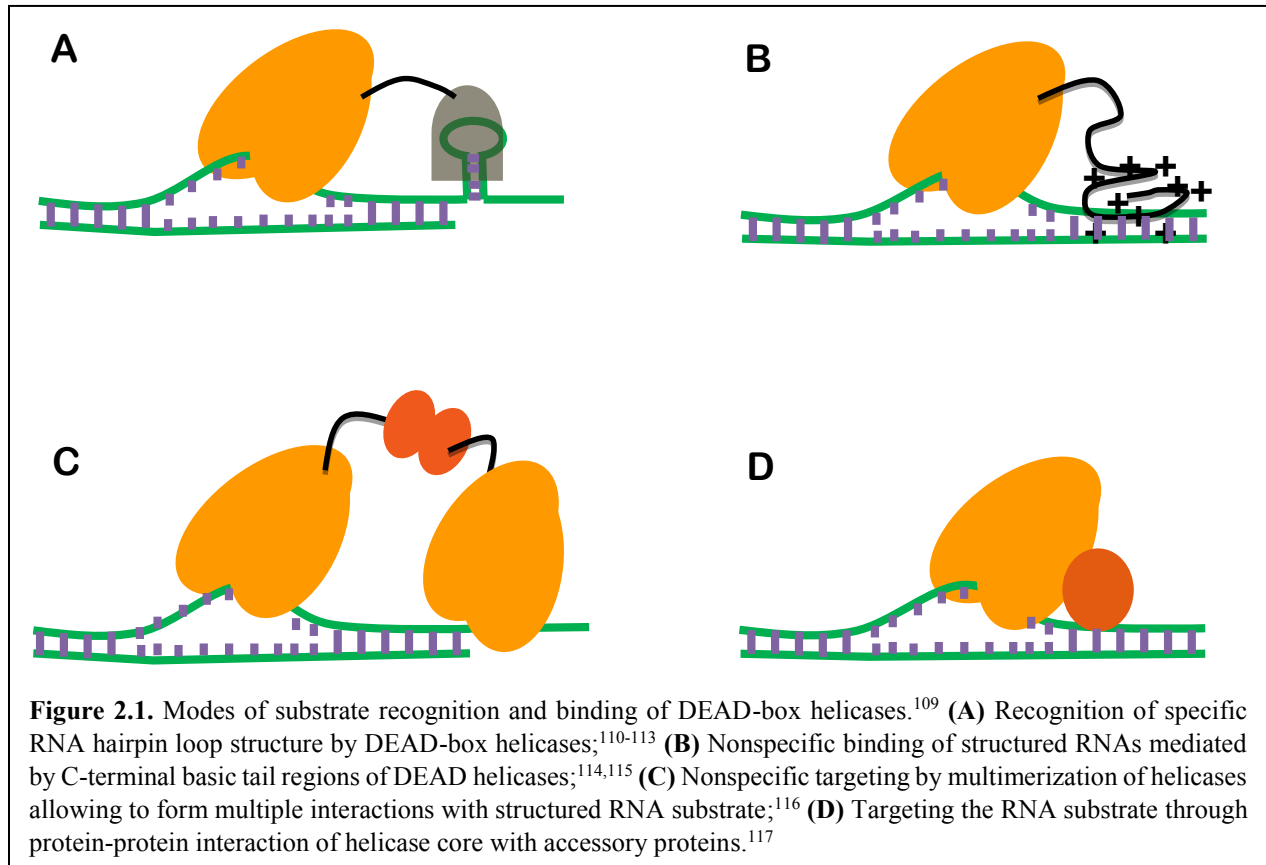 A
B
C
D
Figure 2.1. Modes of substrate recognition and binding of DEAD-box helicases.109 (A) Recognition of specific
RNA hairpin loop structure by DEAD-box helicases;110-113 (B) Nonspecific binding of structured RNAs mediated
by C-terminal basic tail regions of DEAD helicases;114,115 (C) Nonspecific targeting by multimerization of helicases
allowing to form multiple interactions with structured RNA substrate;116 (D) Targeting the RNA substrate through
protein-protein interaction of helicase core with accessory proteins.117